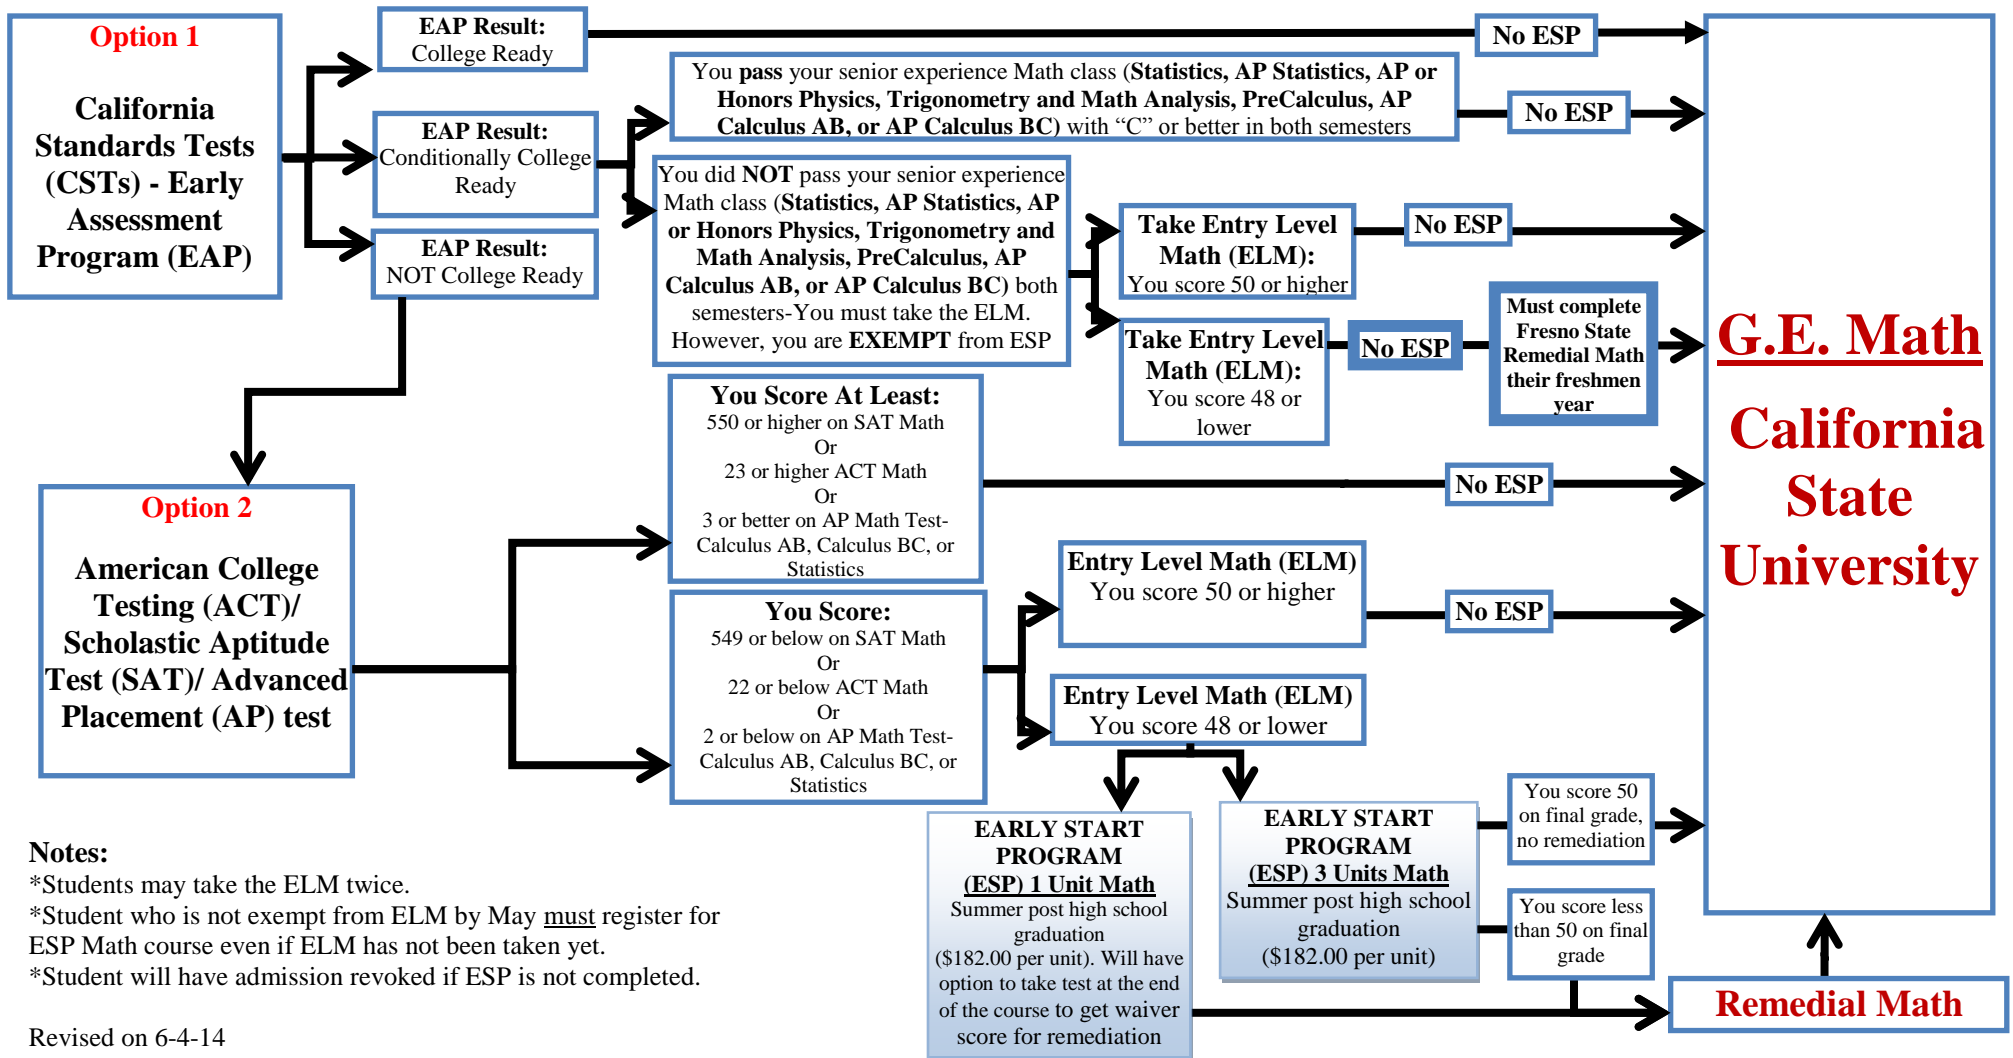 Option 1
California
Standards Tests
(CSTs) - Early
Assessment
Program (EAP)
EAP Result:
College Ready
No ESP
EAP Result:
Conditionally College
Ready
You pass your senior experience Math class (Statistics, AP Statistics, AP or
Honors Physics, Trigonometry and Math Analysis, PreCalculus, AP
Calculus AB, or AP Calculus BC) with “C” or better in both semesters
No ESP
You did NOT pass your senior experience
Math class (Statistics, AP Statistics, AP
or Honors Physics, Trigonometry and
Math Analysis, PreCalculus, AP
Calculus AB, or AP Calculus BC) both
semesters-You must take the ELM.
However, you are EXEMPT from ESP
Take Entry Level
Math (ELM):
You score 50 or higher
No ESP
Take Entry Level
Math (ELM):
You score 48 or
lower
No ESP
Must complete
Fresno State
Remedial Math
their freshmen
year
EAP Result:
NOT College Ready
Option 2
American College
Testing (ACT)/
Scholastic Aptitude
Test (SAT)/ Advanced
Placement (AP) test
You Score At Least:
550 or higher on SAT Math
Or
23 or higher ACT Math
Or
3 or better on AP Math Test-
Calculus AB, Calculus BC, or
Statistics
No ESP
You Score:
549 or below on SAT Math
Or
22 or below ACT Math
Or
2 or below on AP Math Test-
Calculus AB, Calculus BC, or
Statistics
Entry Level Math (ELM)
You score 50 or higher
No ESP
Entry Level Math (ELM)
You score 48 or lower
EARLY START
PROGRAM
(ESP) 1 Unit Math
Summer post high school
graduation
($182.00 per unit). Will have
option to take test at the end
of the course to get waiver
score for remediation
EARLY START
PROGRAM
(ESP) 3 Units Math
Summer post high school
graduation
($182.00 per unit)
You score 50
on final grade,
no remediation
You score less
than 50 on final
grade
Remedial Math
G.E. Math
California
State
University
Notes:
*Students may take the ELM twice.
*Student who is not exempt from ELM by May must register for
ESP Math course even if ELM has not been taken yet.
*Student will have admission revoked if ESP is not completed.
Revised on 6-4-14